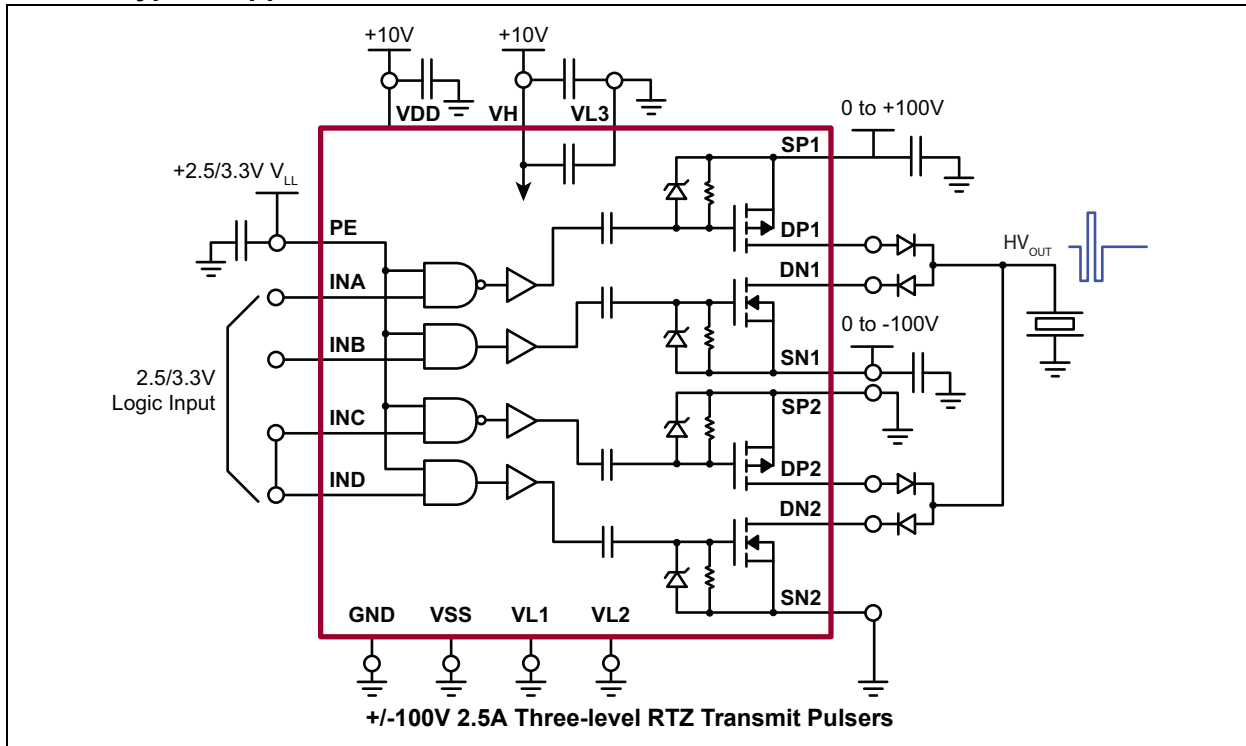 +10V
+10V
VDD
VH
VL3
0 to +100V
SP1
+2.5/3.3V VLL
PE
DP1
HVOUT
DN1
INA
0 to -100V
INB
SN1
2.5/3.3V
Logic Input
SP2
INC
DP2
IND
DN2
SN2
GND
VSS
VL1
VL2
+/-100V 2.5A Three-level RTZ Transmit Pulsers